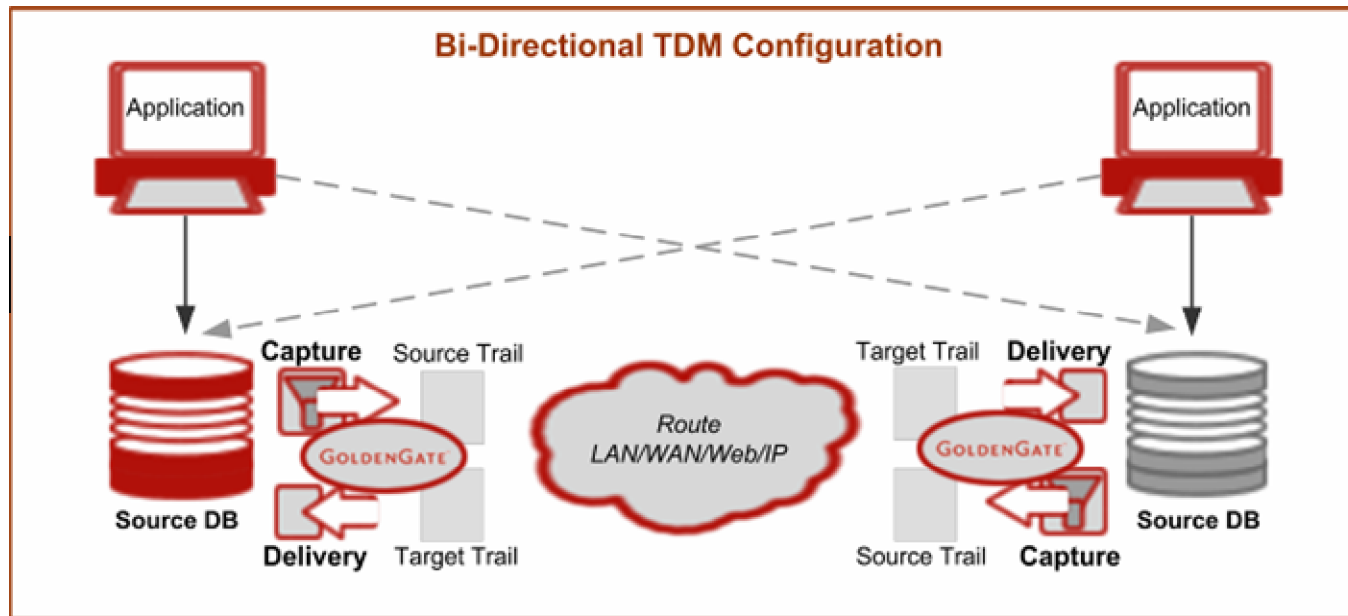 Bi-Directional TDM Configuration
Application
Application
Capture
Source Trail
Target Trail
Delivery
Route
LAN/WAN/Web/IP
GOLDENGATE
GOLDENGATE
Source DB
Source DB
Delivery
Target Trail
Source Trail
Capture